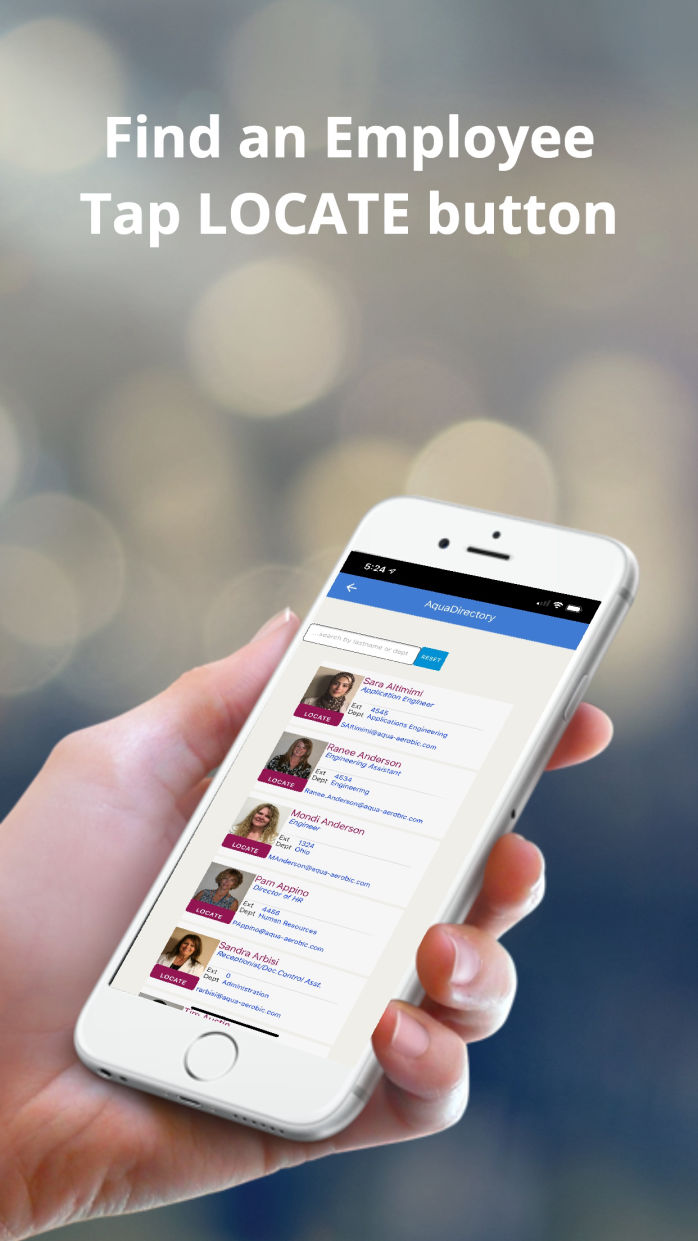 Find an Employee
Tap LOCATE button
5:24
AquaDirectory
...search by lastname or dept
RESET
Sara Altimimi
Application Engineer
Ext 4545
Dept Applications Engineering
LOCATE
SAltimimi@aqua-aerobic.com
Ranee Anderson
Engineering Assistant
Ext 4534
Dept Engineering
LOCATE
Ranee.Anderson@aqua-aerobic.com
Mondi Anderson
Engineer
Ext 1324
Dept Ohio
LOCATE
MAnderson@aqua-aerobic.com
Pam Appino
Director of HR
Ext 4486
Dept Human Resources
LOCATE
PAppino@aqua-aerobic.com
Sandra Arbisi
Receptionist/Doc Control Asst.
Ext 0
Dept Administration
LOCATE
rarbisi@aqua-aerobic.com